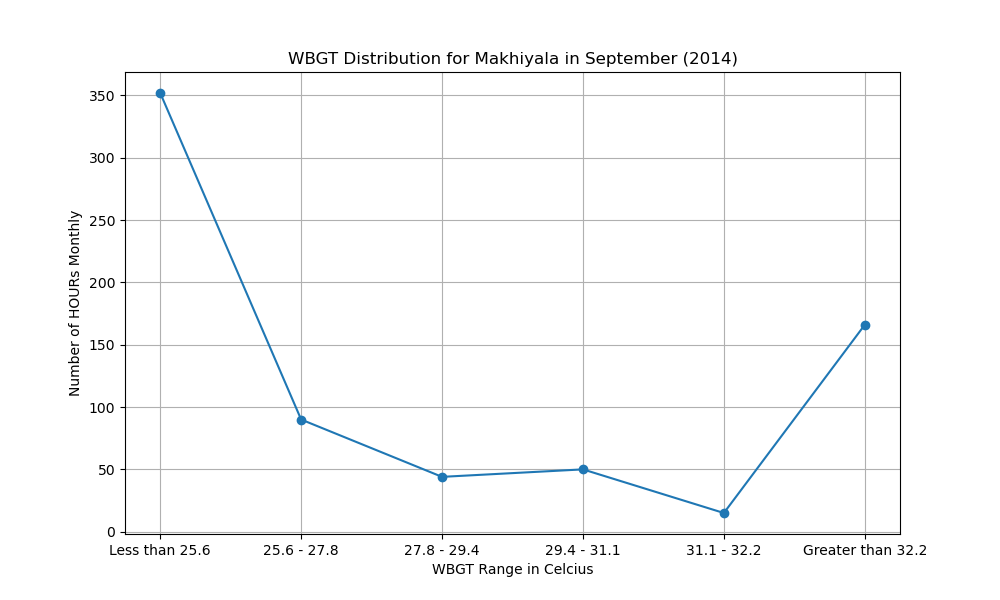 WBGT Distribution for Makhiyala in September (2014)
Number of HOURs Monthly
350
300
250
200
150
100
50
0
Less than 25.6 25.6 - 27.8 27.8 - 29.4 29.4 - 31.1 31.1 - 32.2 Greater than 32.2
WBGT Range in Celcius